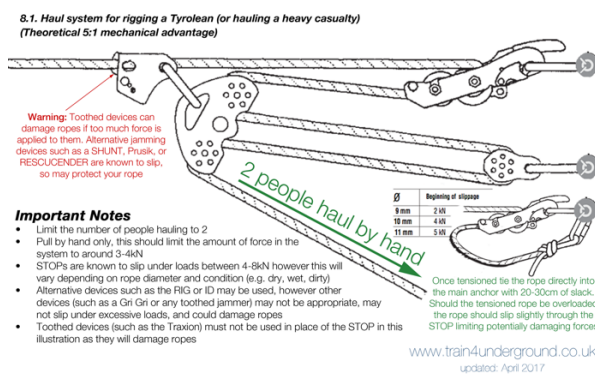 8.1. Haul system for rigging a Tyrolean (or hauling a heavy casualty)
(Theoretical 5:1 mechanical advantage)
Warning: Toothed devices can
damage ropes if too much force is
applied to them. Alternative jamming
devices such as a SHUNT, Prusik, or
RESCUCENDER are known to slip,
so may protect your rope
2 people haul by hand
Ø Beginning of slippage
9 mm 2 kN
10 mm 4 kN
11 mm 5 kN
Important Notes
• Limit the number of people hauling to 2
• Pull by hand only, this should limit the amount of force in the
system to around 3-4kN
• STOPs are known to slip under loads between 4-8kN however this will
vary depending on rope diameter and condition (e.g. dry, wet, dirty)
• Alternative devices such as the RIG or ID may be used, however other
devices (such as a Gri Gri or any toothed jammer) may not be appropriate, may
not slip under excessive loads, and could damage ropes
• Toothed devices (such as the Traxion) must not be used in place of the STOP in this
illustration as they will damage ropes
Once tensioned tie the rope directly into
the main anchor with 20-30cm of slack.
Should the tensioned rope be overloaded
the rope should slip slightly through the
STOP limiting potentially damaging forces
www.train4underground.co.uk
updated: April 2017